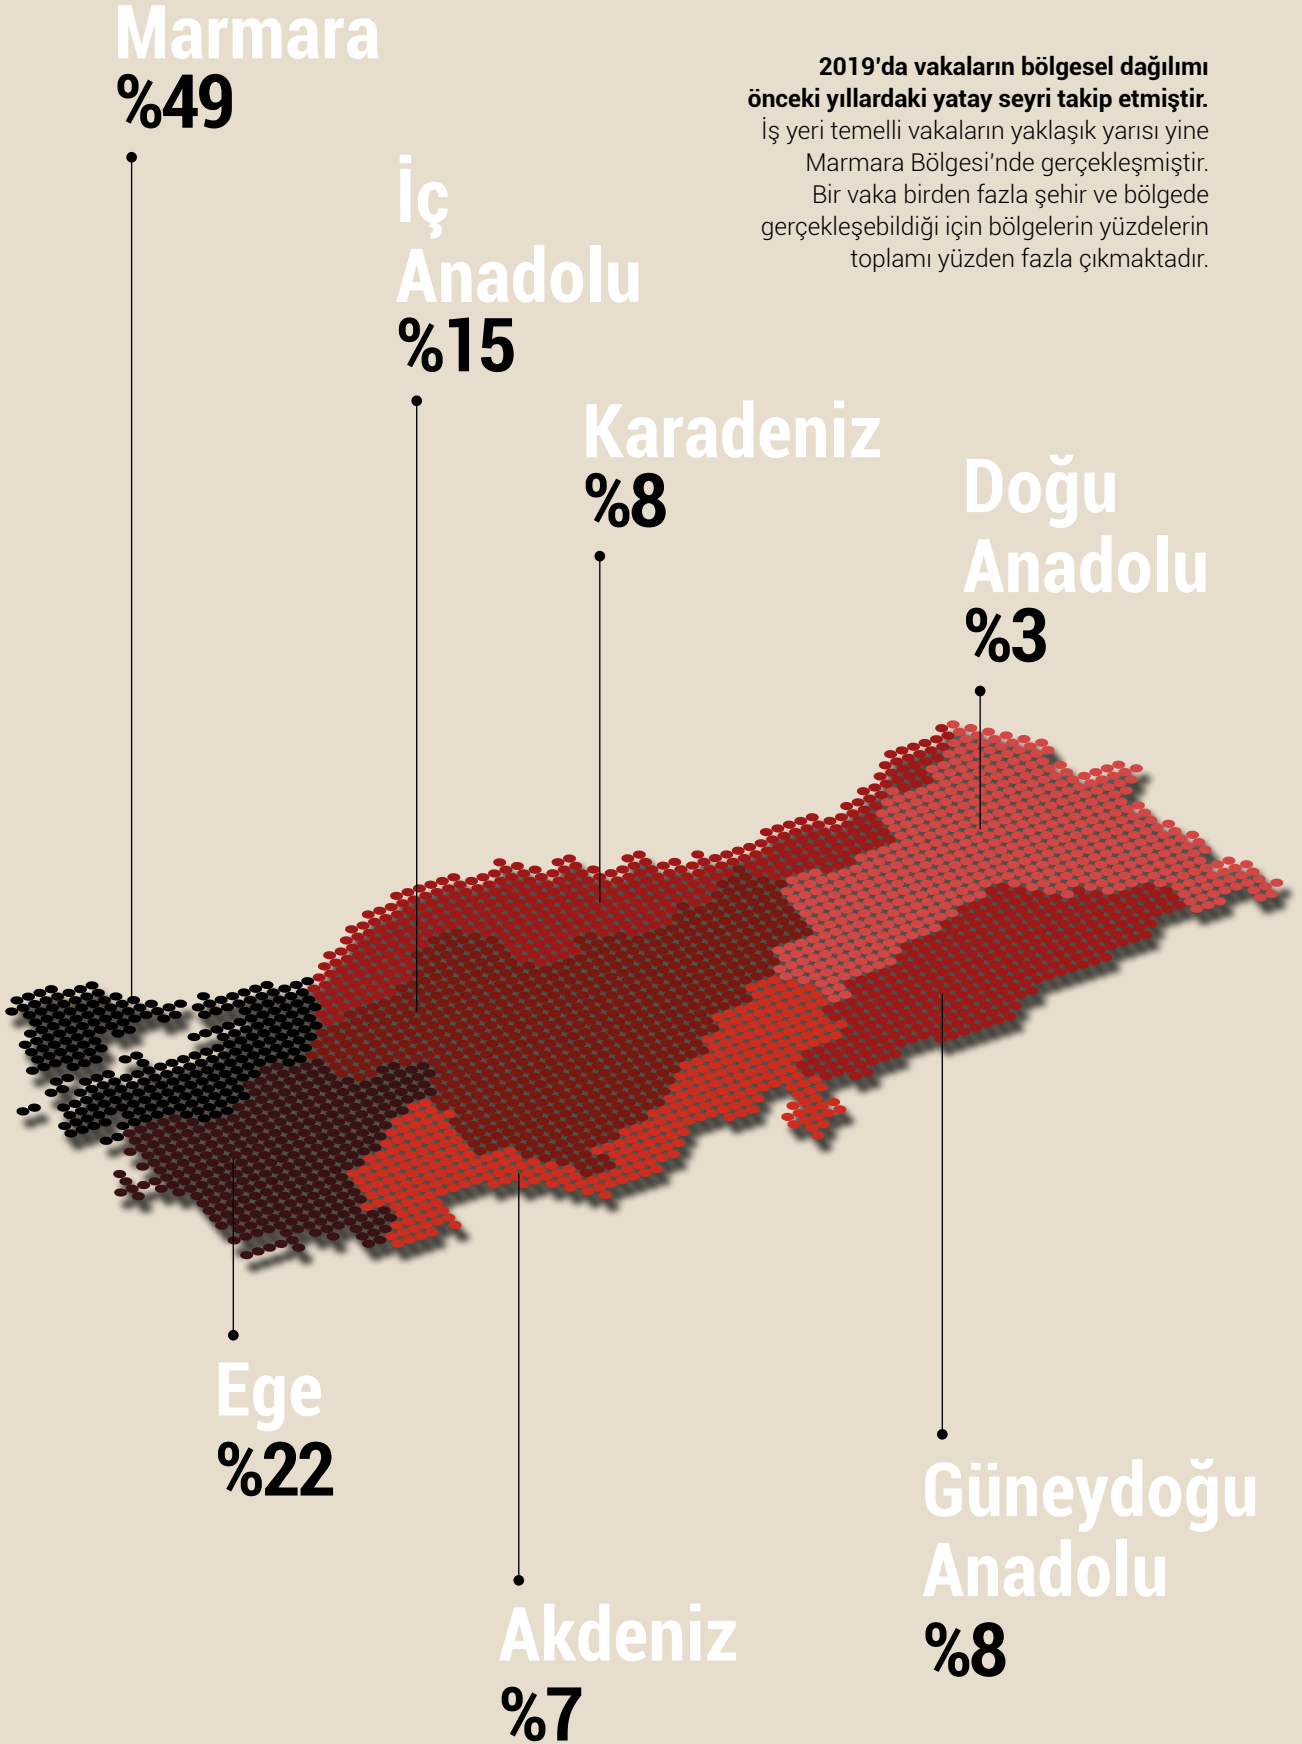 Marmara
%49
2019'da vakaların bölgesel dağılımı
önceki yıllardaki yatay seyri takip etmiştir.
İş yeri temelli vakaların yaklaşık yarısı yine
Marmara Bölgesi'nde gerçekleşmiştir.
Bir vaka birden fazla şehir ve bölgede
gerçekleşebildiği için bölgelerin yüzdelerin
toplamı yüzden fazla çıkmaktadır.
İç
Anadolu
%15
Karadeniz
%8
Doğu
Anadolu
%3
Ege
%22
Güneydoğu
Anadolu
%8
Akdeniz
%7